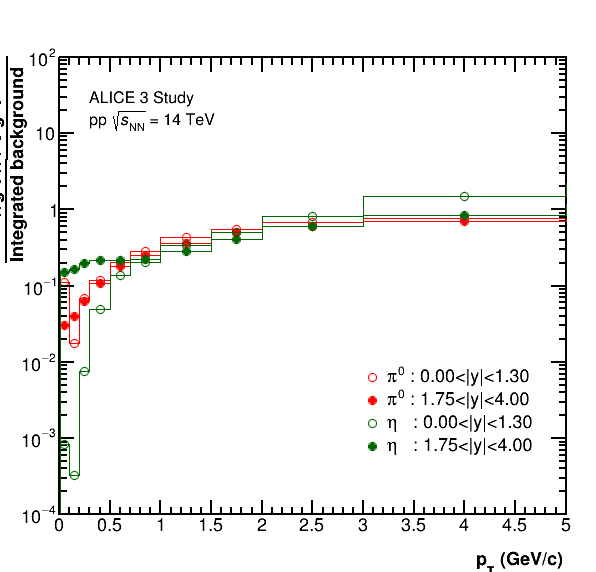 Integrated background
10²
10
1
10⁻¹
10⁻²
10⁻³
10⁻⁴
ALICE 3 Study
pp √s_NN = 14 TeV
π⁰ : 0.00<|y|<1.30
π⁰ : 1.75<|y|<4.00
η : 0.00<|y|<1.30
η : 1.75<|y|<4.00
0 0.5 1 1.5 2 2.5 3 3.5 4 4.5 5
p_T (GeV/c)